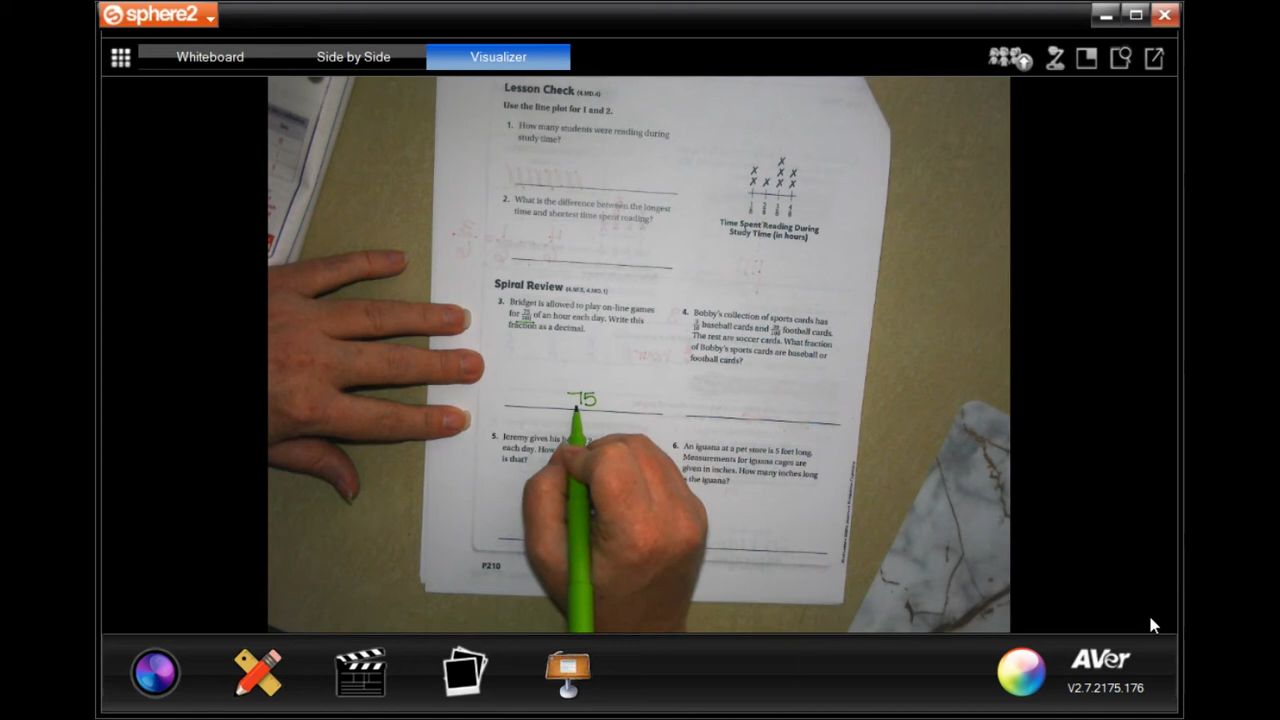 sphere2
Whiteboard
Side by Side
Visualizer
Lesson Check (4.MD.4)
Use the line plot for 1 and 2.
1. How many students were reading during
study time?
2. What is the difference between the longest
time and shortest time spent reading?
X
X X X
X X X X
Time Spent Reading During
Study Time (in hours)
Spiral Review
3. Bridget is allowed to play on-line games
for 75/100 of an hour each day. Write this
fraction as a decimal.
75
4. Bobby's collection of sports cards has
baseball cards and football cards.
The rest are soccer cards. What fraction
of Bobby's sports cards are baseball or
football cards?
5. Jeremy gives his
each day. How
is that?
6. An iguana at a pet store is 5 feet long.
Measurements for iguana cages are
given in inches. How many inches long
the iguana?
P210
AVer
V2.7.2175.176